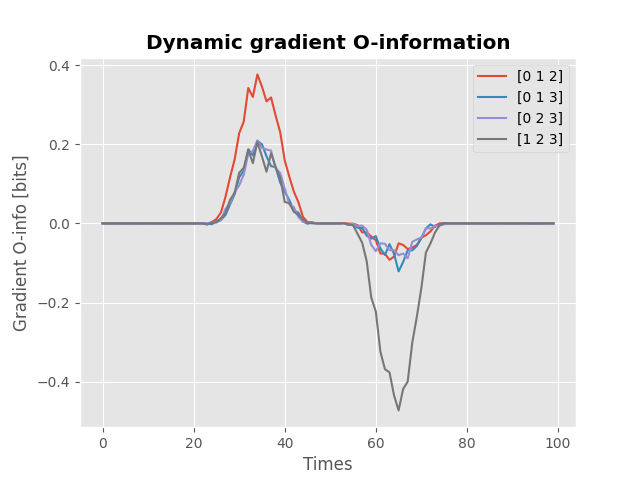 Dynamic gradient O-information
0.4
0.2
0.0
−0.2
−0.4
Gradient O-info [bits]
[0 1 2]
[0 1 3]
[0 2 3]
[1 2 3]
0 20 40 60 80 100
Times